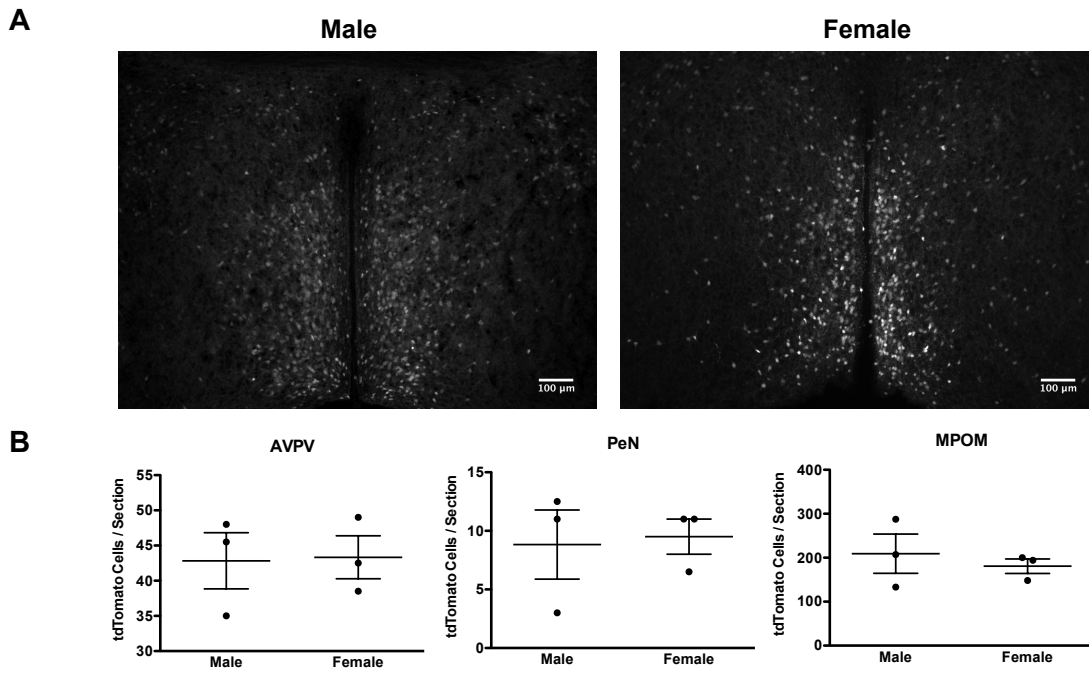 A
Male
Female
100 µm
100 µm
B
AVPV
tdTomato Cells / Section
55
50
45
40
35
30
Male
Female
PeN
tdTomato Cells / Section
15
10
5
0
Male
Female
MPOM
tdTomato Cells / Section
400
300
200
100
0
Male
Female